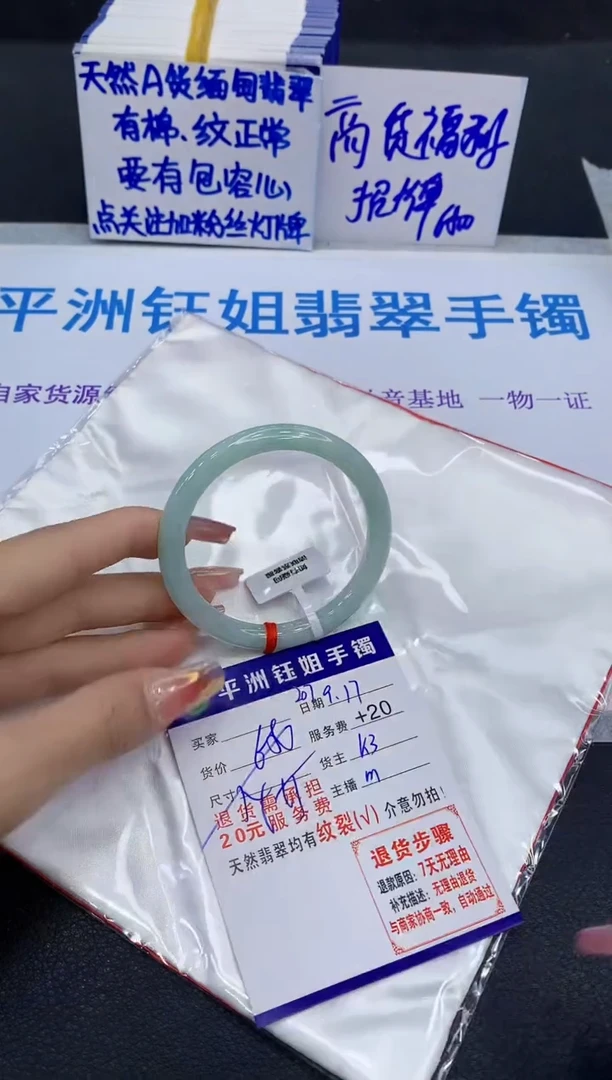 天然A货缅甸翡翠
有棉、纹正常
要有包容心
点关注加粉丝灯牌
商货福利
平洲钰姐翡翠手镯
自家货源
音基地 一物一证
平洲钰姐手镯
日期 9.17
买家
服务费 +20
货价
货主 K3
尺寸
主播 m
退货需承担
20元服务费
天然翡翠均有纹裂(√) 介意勿拍!
退货步骤
退款原因:7天无理由
补充描述:无理由退货
与商家协商一致,自动通过